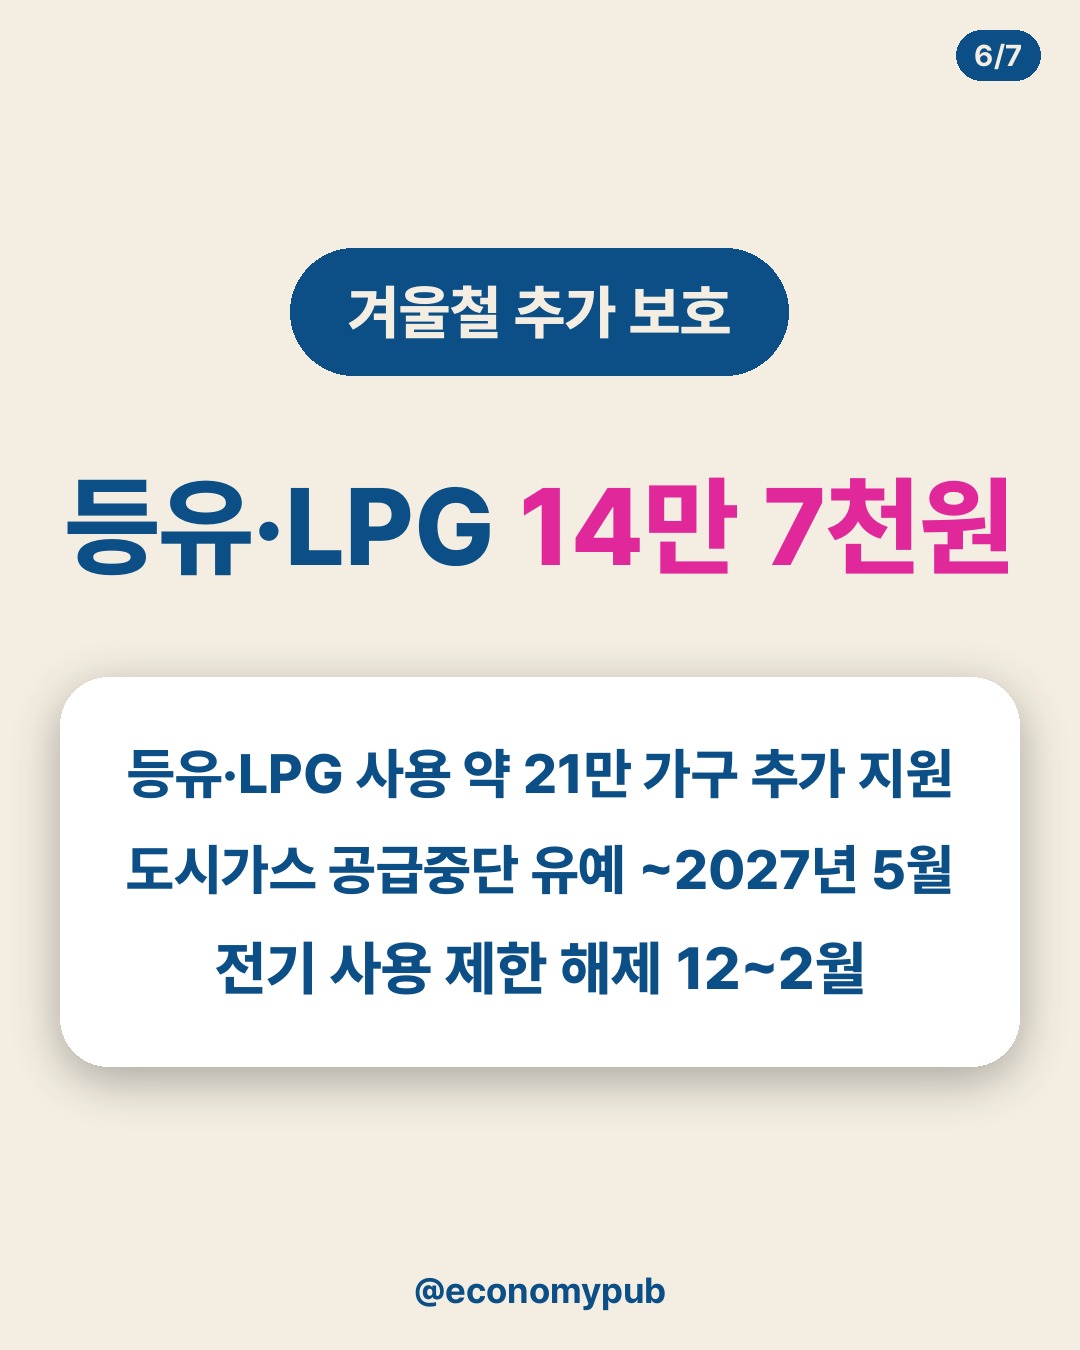 6/7
겨울철 추가 보호
등유·LPG 14만 7천원
등유·LPG 사용 약 21만 가구 추가 지원
도시가스 공급중단 유예 ~2027년 5월
전기 사용 제한 해제 12~2월
@economypub